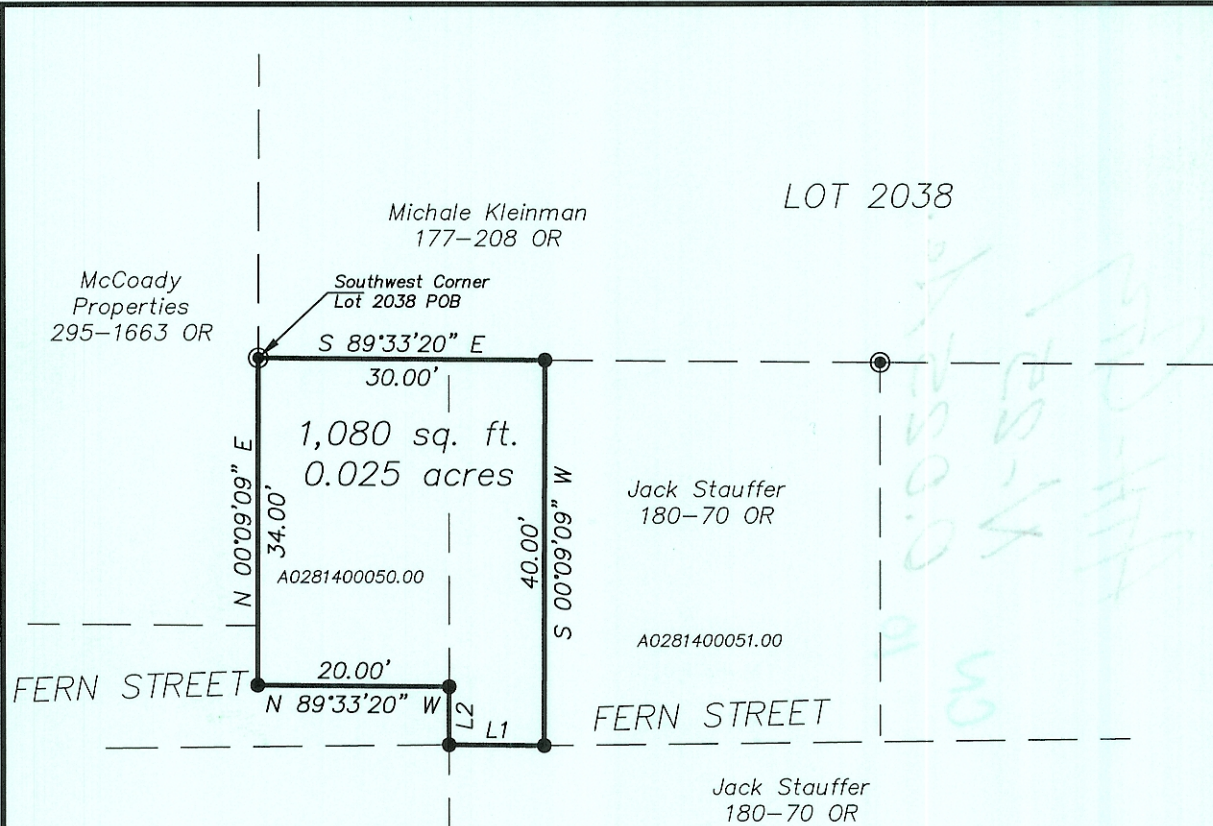 LOT 2038
Michale Kleinman
177-208 OR
McCoady
Properties
295-1663 OR
Southwest Corner
Lot 2038 POB
S 89°33'20" E
30.00'
1,080 sq. ft.
0.025 acres
N 00°09'09" E
34.00'
40.00'
S 00°09'09" W
Jack Stauffer
180-70 OR
A0281400050.00
A0281400051.00
20.00'
N 89°33'20" W
FERN STREET
L2
L1
FERN STREET
Jack Stauffer
180-70 OR